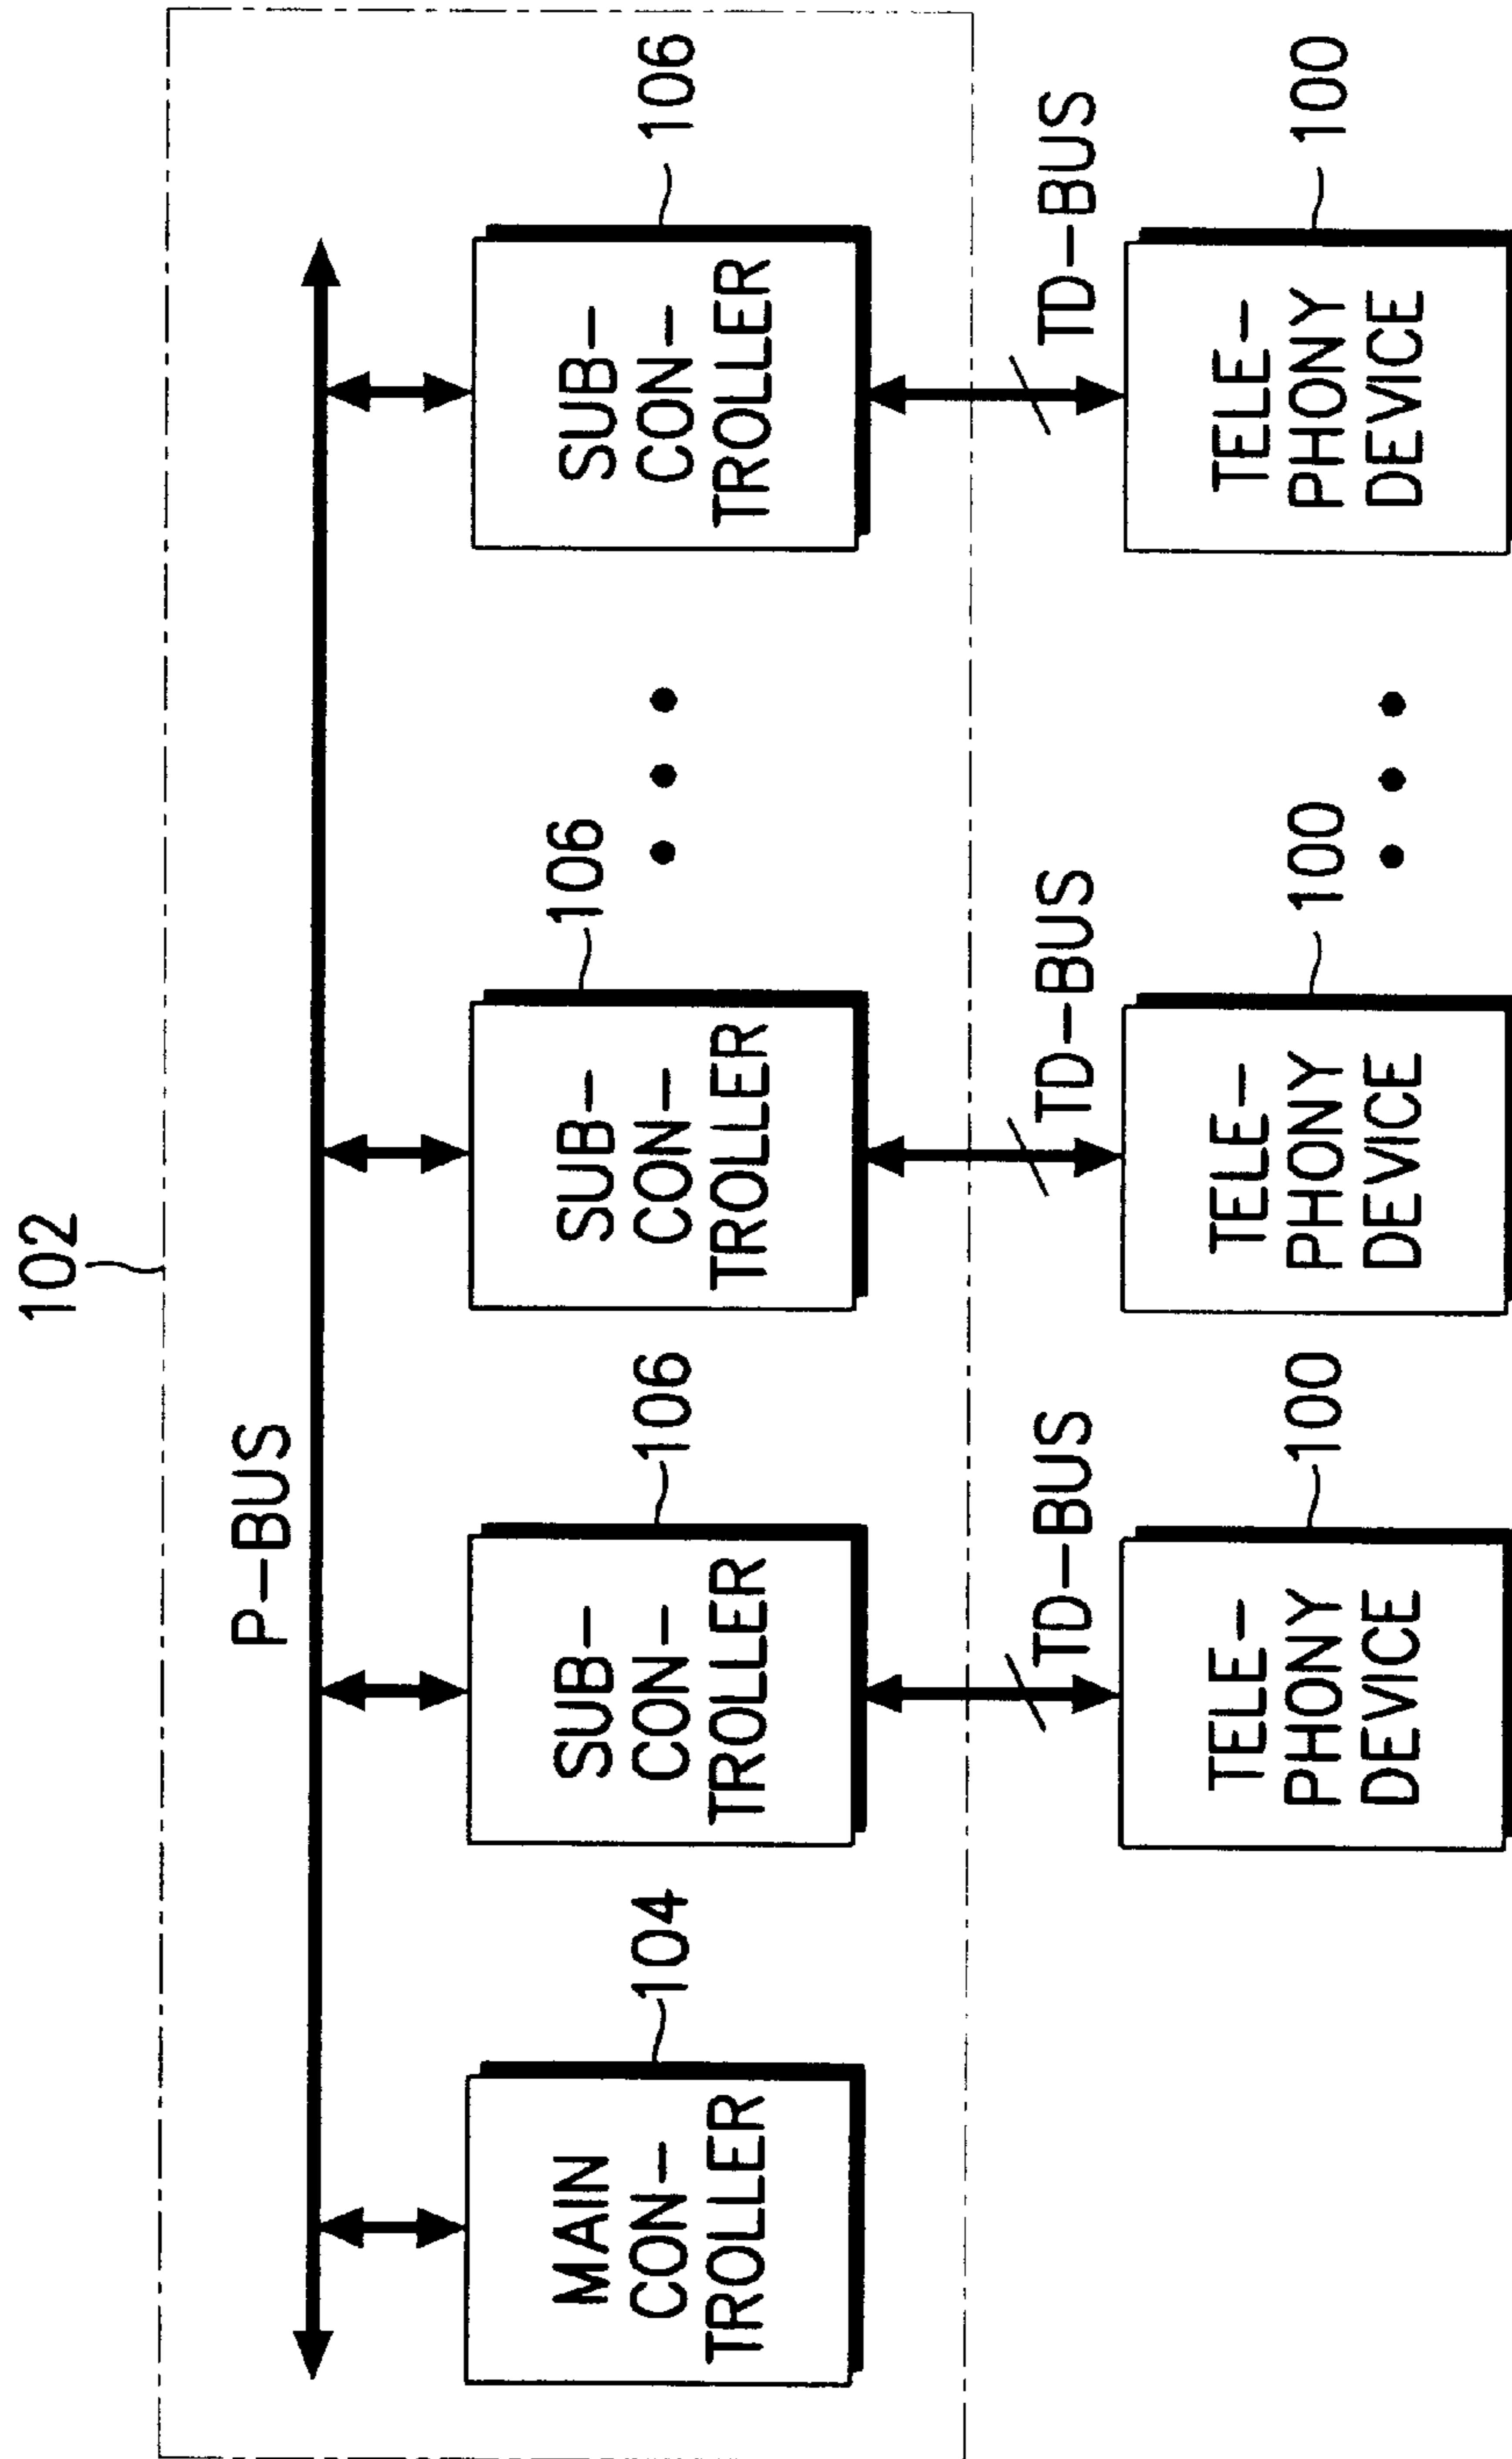 102
P-BUS
MAIN
CON-
TROLLER
104
SUB-
CON-
TROLLER
106
SUB-
CON-
TROLLER
106
SUB-
CON-
TROLLER
106
TD-BUS
TD-BUS
TD-BUS
TELE-
PHONY
DEVICE
100
TELE-
PHONY
DEVICE
100
TELE-
PHONY
DEVICE
100